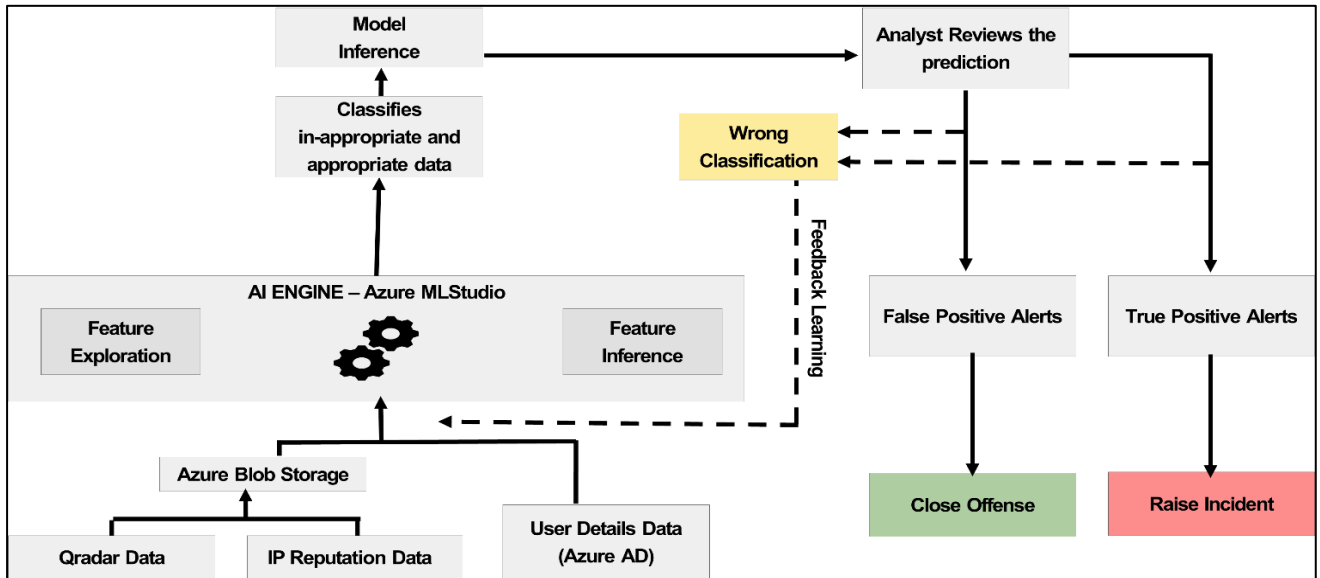 Model
Inference
Analyst Reviews the
prediction
Classifies
in-appropriate and
appropriate data
Wrong
Classification
Feedback Learning
AI ENGINE – Azure MLStudio
Feature
Exploration
Feature
Inference
False Positive Alerts
True Positive Alerts
Azure Blob Storage
Close Offense
Raise Incident
Qradar Data
IP Reputation Data
User Details Data
(Azure AD)